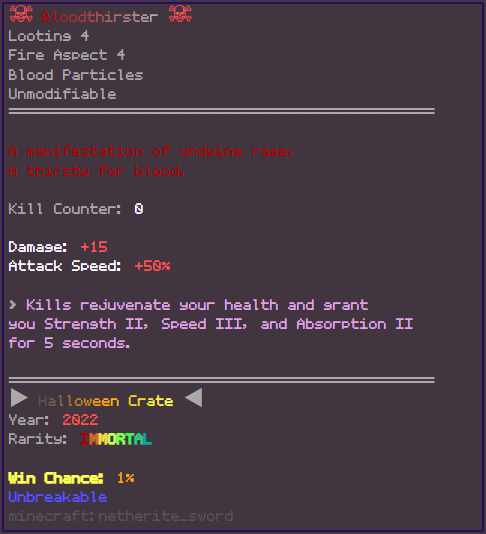 ☠ Bloodthirster ☠
Looting 4
Fire Aspect 4
Blood Particles
Unmodifiable
A manifestation of undying rage.
A thirsty for blood.
Kill Counter: 0
Damage: +15
Attack Speed: +50%
> Kills rejuvenate your health and grant
you Strength II, Speed III, and Absorption II
for 5 seconds.
▶ Halloween Crate ◀
Year: 2022
Rarity: IMMORTAL
Win Chance: 1%
Unbreakable
minecraft:netherite_sword